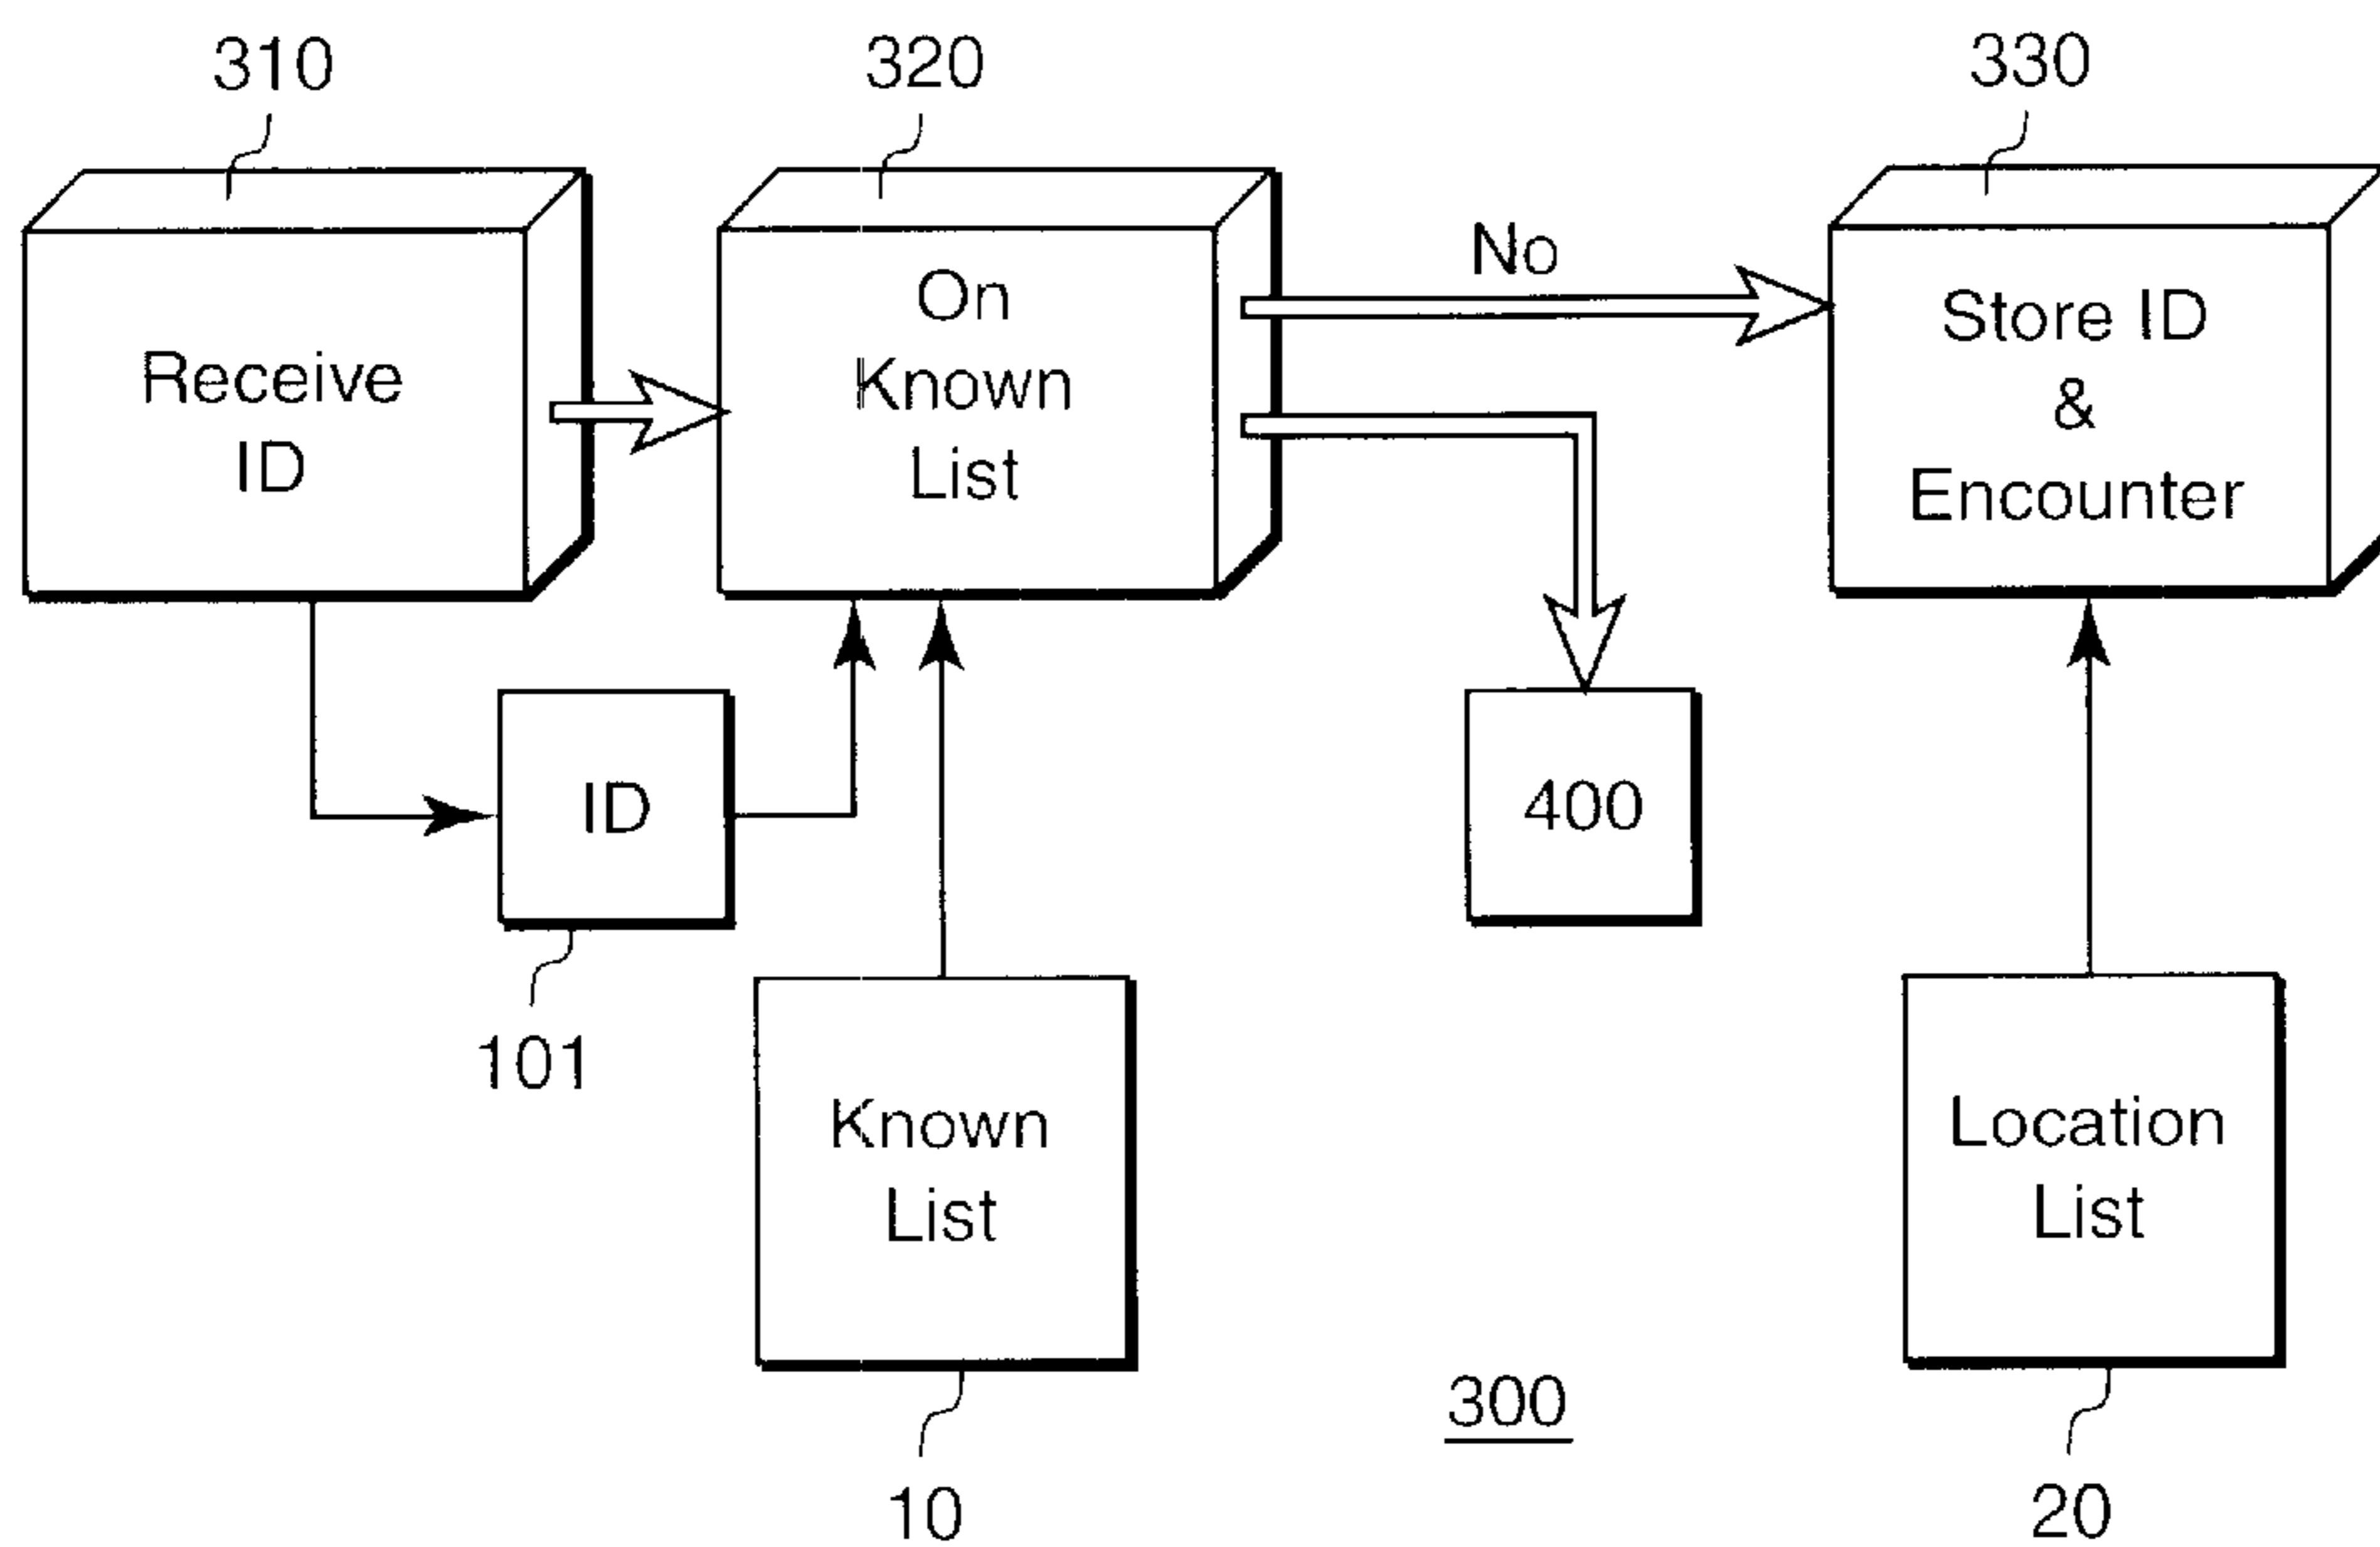 310
320
330
Receive
ID
On
Known
List
No
Store ID
&
Encounter
ID
400
101
Known
List
Location
List
300
10
20